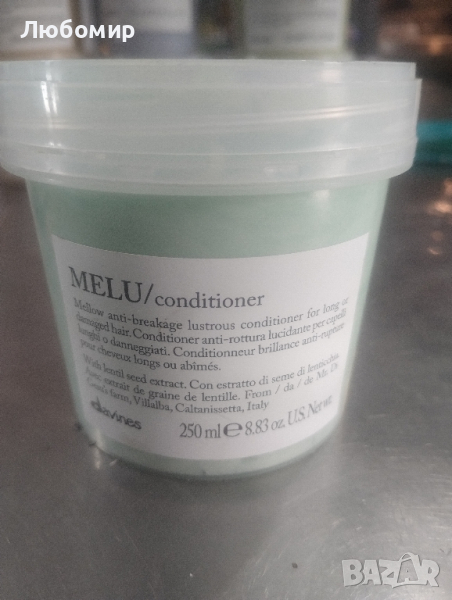 Любомир
MELU/conditioner
Mellow anti-breakage lustrous conditioner for long or
damaged hair. Conditioner anti-rottura lucidante per capelli
lunghi o danneggiati. Conditionneur brillance anti-rupture
pour cheveux longs ou abîmés.
With lentil seed extract. Con estratto di seme di lenticchia.
Avec extrait de graine de lentille. From / da / de Mr. Di
farm, Villalba, Caltanissetta, Italy
davines
250 ml ℮ 8.83 oz. U.S. Net wt.
BAZAR